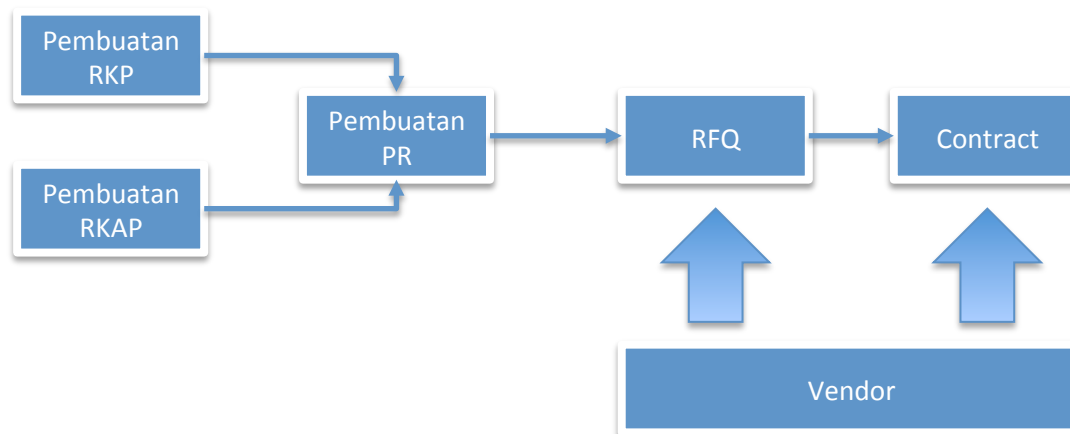 Pembuatan
RKP
Pembuatan
PR
RFQ
Contract
Pembuatan
RKAP
Vendor